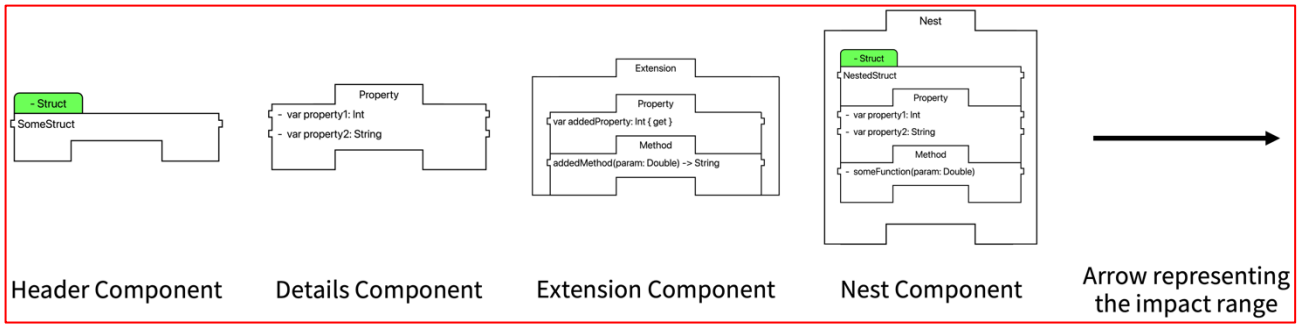 - Struct
SomeStruct
Header Component
Property
- var property1: Int
- var property2: String
Details Component
Extension
Property
var addedProperty: Int { get }
Method
addedMethod(param: Double) -> String
Extension Component
Nest
- Struct
NestedStruct
Property
- var property1: Int
- var property2: String
Method
- someFunction(param: Double)
Nest Component
Arrow representing
the impact range